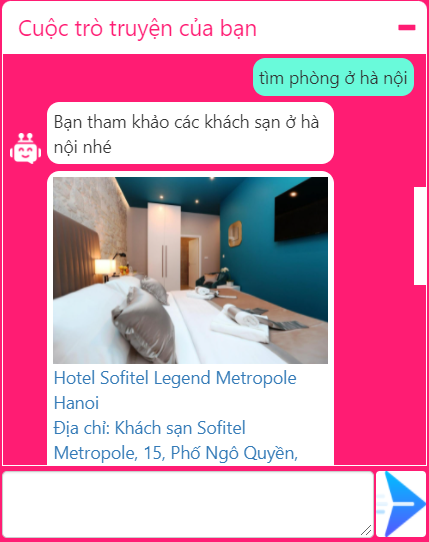 Cuộc trò truyện của bạn
tìm phòng ở hà nội
Bạn tham khảo các khách sạn ở hà
nội nhé
Hotel Sofitel Legend Metropole
Hanoi
Địa chỉ: Khách sạn Sofitel
Metropole, 15, Phố Ngô Quyền,